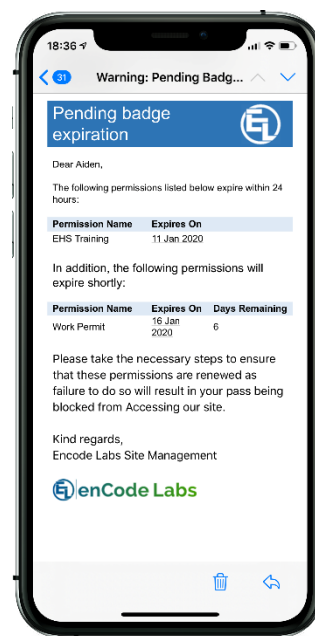 18:36
31
Warning: Pending Badg...
Pending badge
expiration
EL
Dear Aiden,
The following permissions listed below expire within 24
hours:
Permission Name Expires On
EHS Training 11 Jan 2020
In addition, the following permissions will
expire shortly:
Permission Name Expires On Days Remaining
Work Permit 16 Jan 2020 6
Please take the necessary steps to ensure
that these permissions are renewed as
failure to do so will result in your pass being
blocked from Accessing our site.
Kind regards,
Encode Labs Site Management
EL enCode Labs